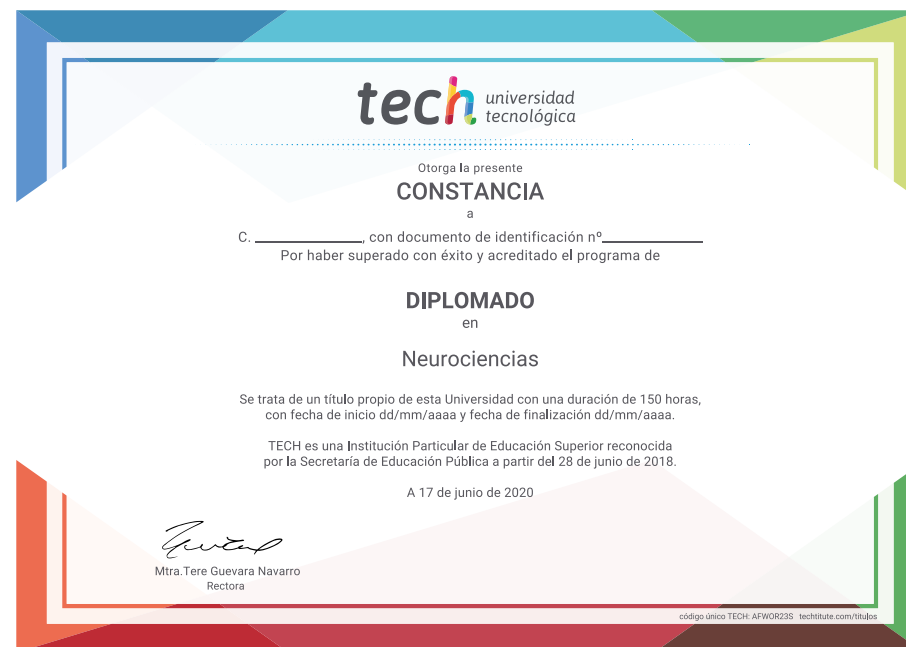 tech universidad
tecnológica
Otorga la presente
CONSTANCIA
a
C. ____________, con documento de identificación nº____________
Por haber superado con éxito y acreditado el programa de
DIPLOMADO
en
Neurociencias
Se trata de un título propio de esta Universidad con una duración de 150 horas,
con fecha de inicio dd/mm/aaaa y fecha de finalización dd/mm/aaaa.
TECH es una Institución Particular de Educación Superior reconocida
por la Secretaría de Educación Pública a partir del 28 de junio de 2018.
A 17 de junio de 2020
Mtra.Tere Guevara Navarro
Rectora
código único TECH: AFWOR23S techtitute.com/titulos